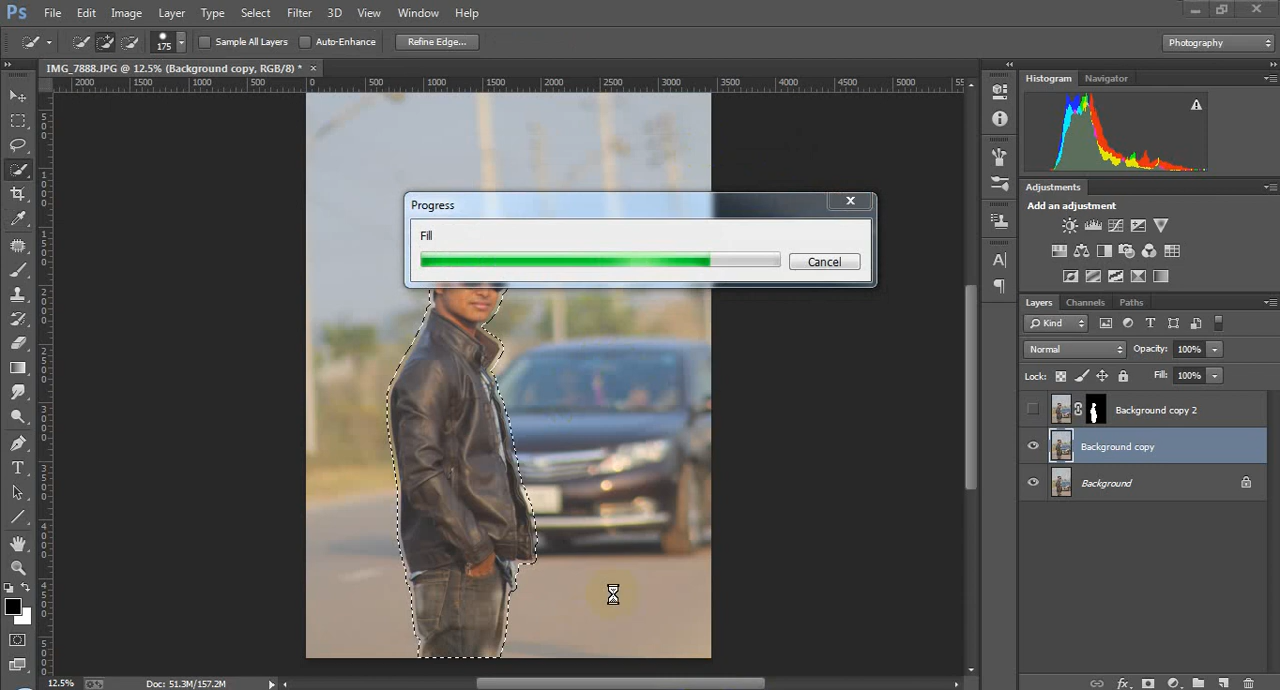 Ps File Edit Image Layer Type Select Filter 3D View Window Help
175 Sample All Layers Auto-Enhance Refine Edge... Photography
IMG_7888.JPG @ 12.5% (Background copy, RGB/8) * ×
2000 1500 1000 500 0 500 1000 1500 2000 2500 3000 3500 4000 4500 5000
Histogram Navigator
Adjustments
Add an adjustment
Progress
Fill
Cancel
Layers Channels Paths
Kind
Normal Opacity: 100%
Lock: Fill: 100%
Background copy 2
Background copy
Background
12.5% Doc: 51.3M/157.2M